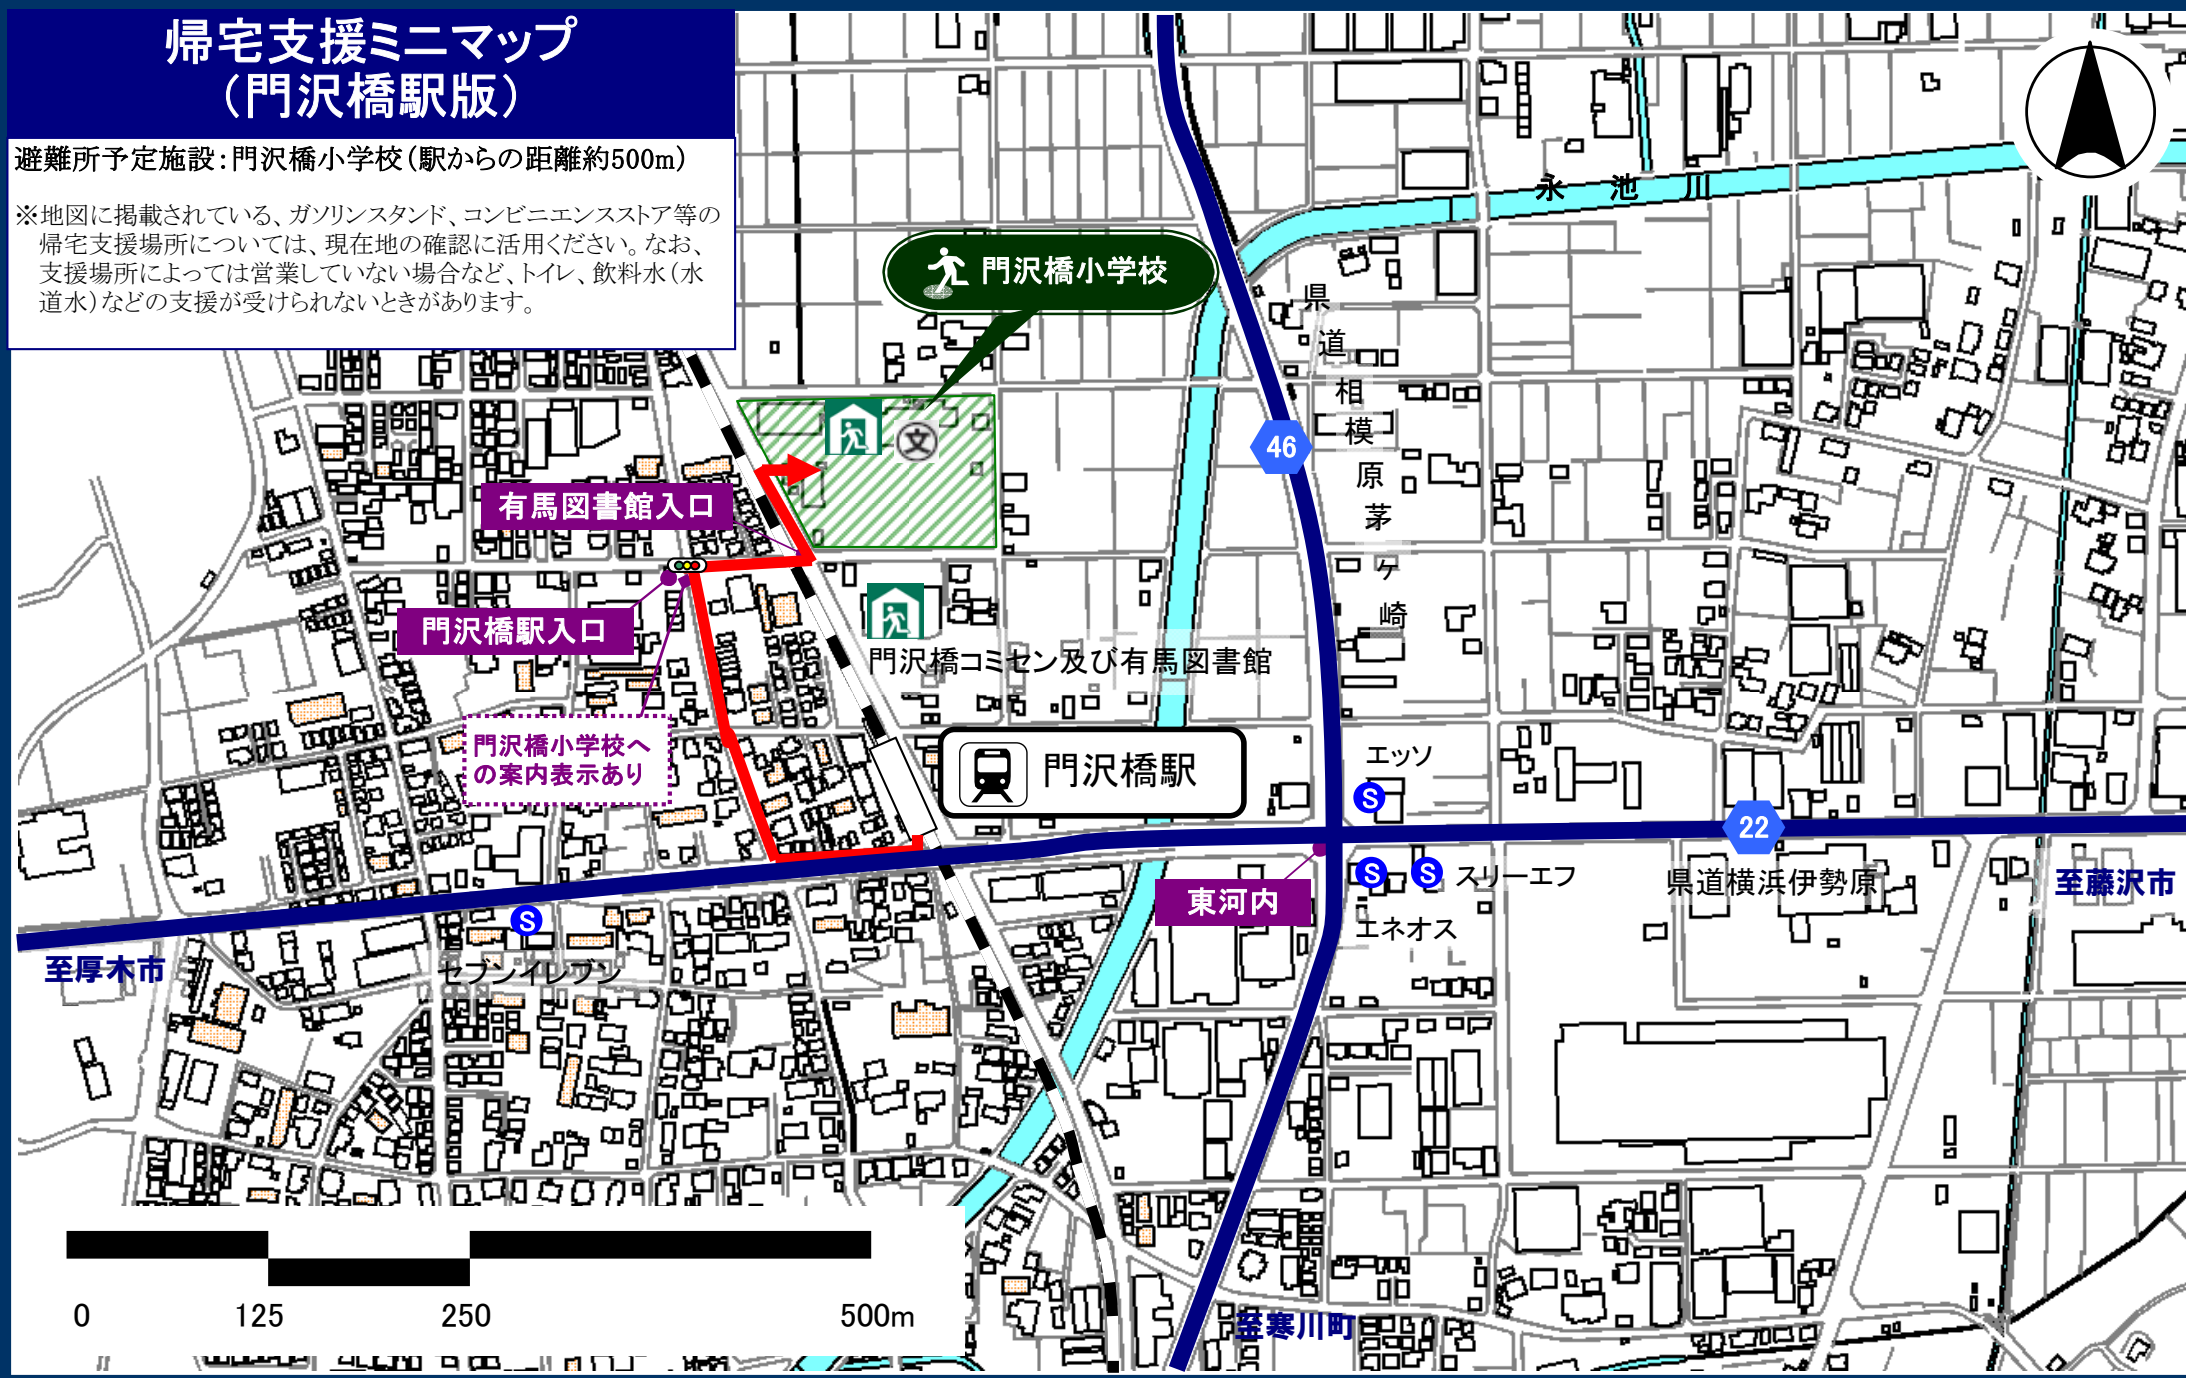 帰宅支援ミニマップ
（門沢橋駅版）
避難所予定施設：門沢橋小学校（駅からの距離約500m）
※地図に掲載されている、ガソリンスタンド、コンビニエンスストア等の
帰宅支援場所については、現在地の確認に活用ください。なお、
支援場所によっては営業していない場合など、トイレ、飲料水（水
道水）などの支援が受けられないときがあります。
永池川
門沢橋小学校
県道相模原茅ケ崎
文
46
有馬図書館入口
門沢橋駅入口
門沢橋コミセン及び有馬図書館
門沢橋小学校へ
の案内表示あり
門沢橋駅
エッソ
S
22
S
S
スリーエフ
県道横浜伊勢原
至藤沢市
東河内
エネオス
S
セブンイレブン
至厚木市
0
125
250
500m
至寒川町